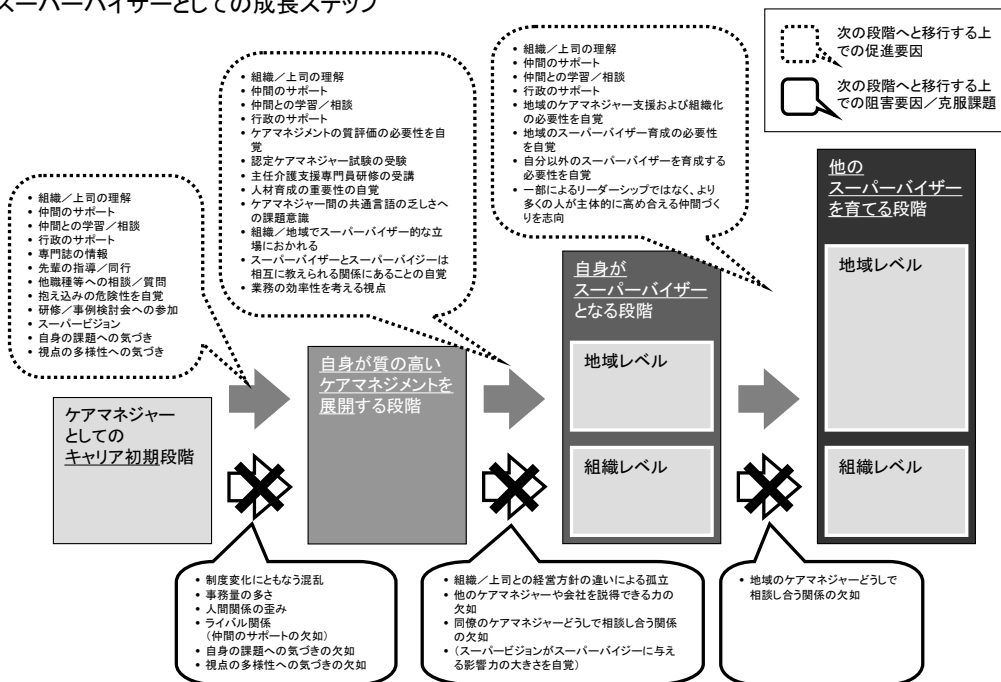 スーパーバイザーとしての成長ステップ
次の段階へと移行する上
での促進要因
次の段階へと移行する上
での阻害要因／克服課題
• 組織／上司の理解
• 仲間のサポート
• 仲間との学習／相談
• 行政のサポート
• 専門誌の情報
• 先輩の指導／同行
• 他職種等への相談／質問
• 抱え込みの危険性を自覚
• 研修／事例検討会への参加
• スーパービジョン
• 自身の課題への気づき
• 視点の多様性への気づき
• 組織／上司の理解
• 仲間のサポート
• 仲間との学習／相談
• 行政のサポート
• ケアマネジメントの質評価の必要性を自
覚
• 認定ケアマネジャー試験の受験
• 主任介護支援専門員研修の受講
• 人材育成の重要性の自覚
• ケアマネジャー間の共通言語の乏しさへ
の課題意識
• 組織／地域でスーパーバイザー的な立
場におかれる
• スーパーバイザーとスーパーバイジーは
相互に教えられる関係にあることの自覚
• 業務の効率性を考える視点
• 組織／上司の理解
• 仲間のサポート
• 仲間との学習／相談
• 行政のサポート
• 地域のケアマネジャー支援および組織化
の必要性を自覚
• 地域のスーパーバイザー育成の必要性
を自覚
• 自分以外のスーパーバイザーを育成する
必要性を自覚
• 一部によるリーダーシップではなく、より
多くの人が主体的に高め合える仲間づく
りを志向
ケアマネジャー
としての
キャリア初期段階
自身が質の高い
ケアマネジメントを
展開する段階
自身が
スーパーバイザー
となる段階
地域レベル
組織レベル
他の
スーパーバイザー
を育てる段階
地域レベル
組織レベル
• 制度変化にともなう混乱
• 事務量の多さ
• 人間関係の歪み
• ライバル関係
（仲間のサポートの欠如）
• 自身の課題への気づきの欠如
• 視点の多様性への気づきの欠如
• 組織／上司との経営方針の違いによる孤立
• 他のケアマネジャーや会社を説得できる力の
欠如
• 同僚のケアマネジャーどうしで相談し合う関係
の欠如
• （スーパービジョンがスーパーバイジーに与え
る影響力の大きさを自覚）
• 地域のケアマネジャーどうしで
相談し合う関係の欠如